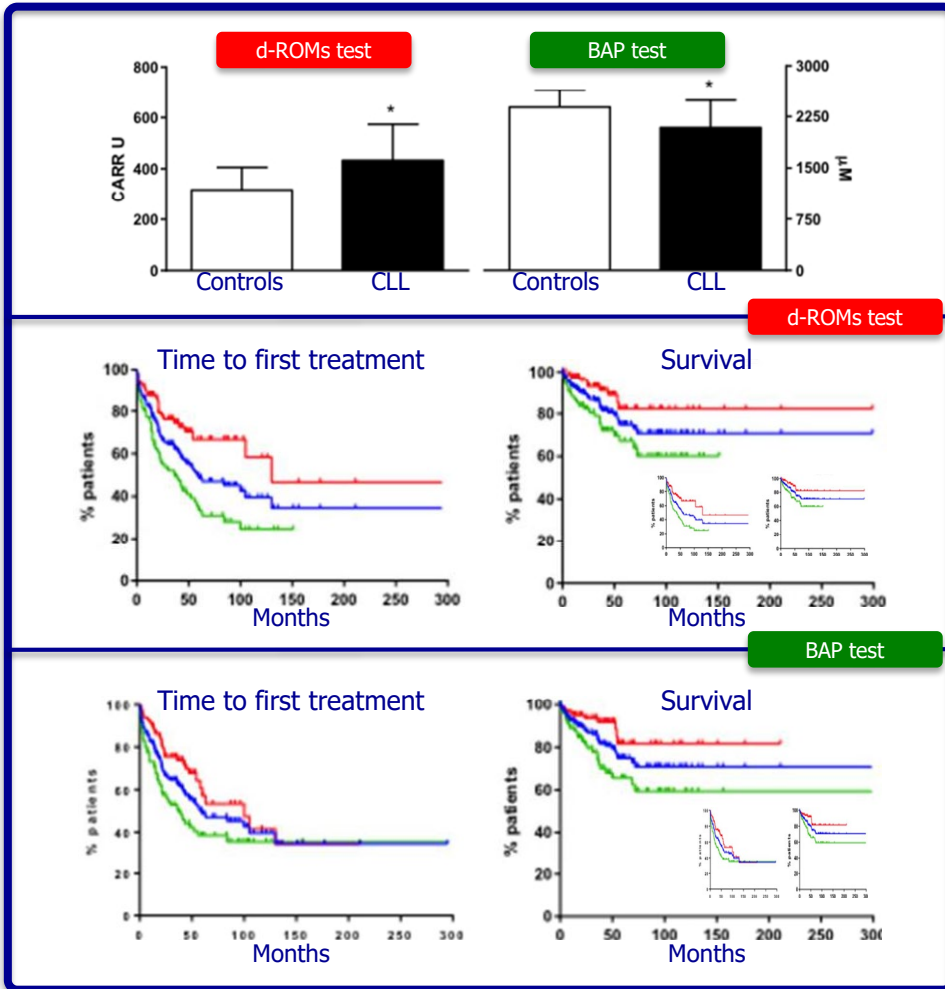 d-ROMs test
BAP test
800
600
400
200
0
CARR U
*
*
3000
2250
1500
750
0
μM
Controls
CLL
Controls
CLL
d-ROMs test
Time to first treatment
Survival
100
80
60
40
20
0
% patients
0 50 100 150 200 250 300
Months
100
80
60
40
20
0
% patients
0 50 100 150 200 250 300
Months
BAP test
Time to first treatment
Survival
100
80
60
40
20
0
% patients
0 50 100 150 200 250 300
Months
100
80
60
40
20
0
% patients
0 50 100 150 200 250 300
Months